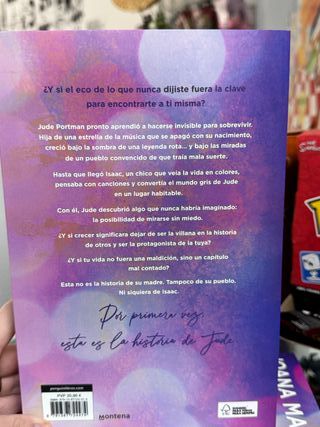 ¿Y si el eco de lo que nunca dijiste fuera la clave
para encontrarte a ti misma?
Jude Portman pronto aprendió a hacerse invisible para sobrevivir.
Hija de una estrella de la música que se apagó con su nacimiento,
creció bajo la sombra de una leyenda rota... y bajo las miradas
de un pueblo convencido de que traía mala suerte.
Hasta que llegó Isaac, un chico que veía la vida en colores,
pensaba con canciones y convertía el mundo gris de Jude
en un lugar habitable.
Con él, Jude descubrió algo que nunca habría imaginado:
la posibilidad de mirarse sin miedo.
¿Y si crecer significara dejar de ser la villana en la historia
de otros y ser la protagonista de la tuya?
¿Y si tu vida no fuera una maldición, sino un capítulo
mal contado?
Esta no es la historia de su madre. Tampoco de su pueblo.
Ni siquiera de Isaac.
Por primera vez,
esta es la historia de Jude
penguinlibros.com
Montena
FSC